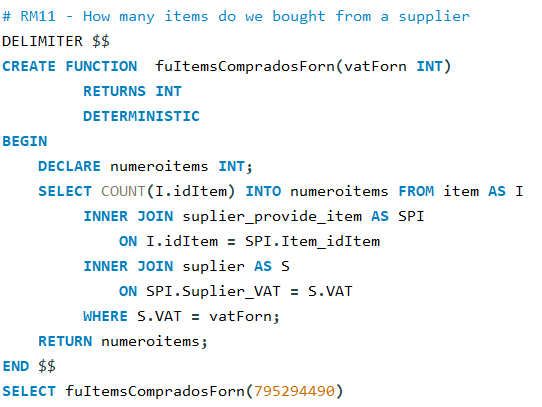 # RM11 - How many items do we bought from a supplier
DELIMITER $$
CREATE FUNCTION  fuItemsCompradosForn(vatForn INT)
RETURNS INT
DETERMINISTIC
BEGIN
DECLARE numeroitems INT;
SELECT COUNT(I.idItem) INTO numeroitems FROM item AS I
INNER JOIN suplier_provide_item AS SPI
ON I.idItem = SPI.Item_idItem
INNER JOIN suplier AS S
ON SPI.Suplier_VAT = S.VAT
WHERE S.VAT = vatForn;
RETURN numeroitems;
END $$
SELECT fuItemsCompradosForn(795294490)